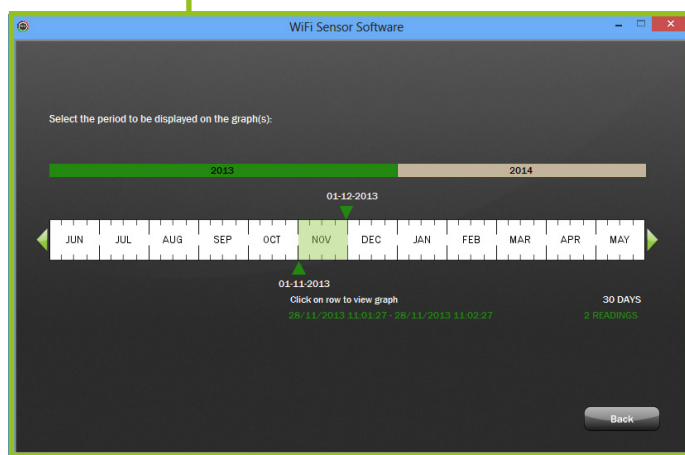 WiFi Sensor Software
Select the period to be displayed on the graph(s):
2013 2014
01-12-2013
JUN JUL AUG SEP OCT NOV DEC JAN FEB MAR APR MAY
01-11-2013
Click on row to view graph 30 DAYS
28/11/2013 11:01:27 - 28/11/2013 11:02:27 2 READINGS
Back